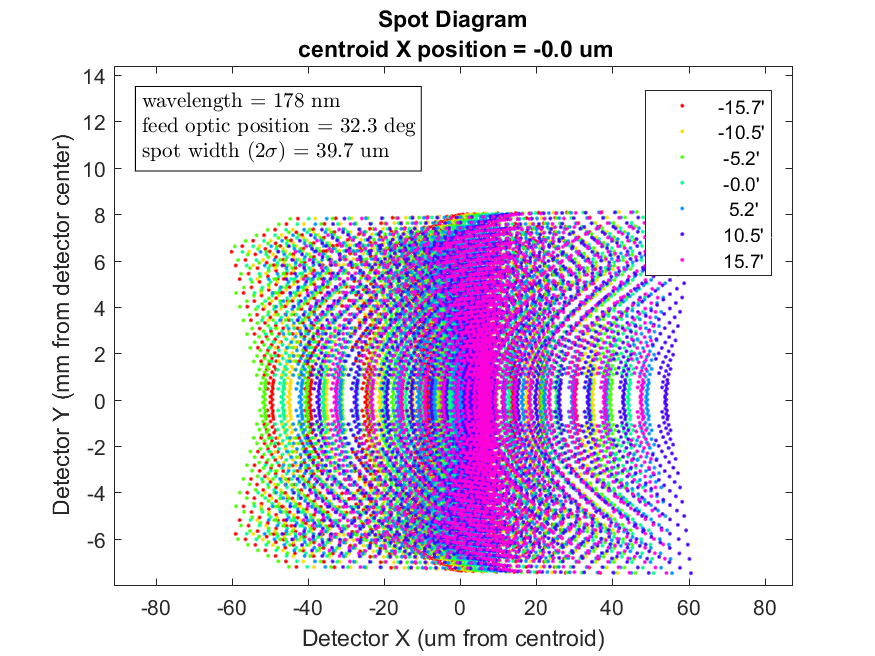 Spot Diagram
centroid X position = -0.0 um
wavelength = 178 nm
feed optic position = 32.3 deg
spot width (2σ) = 39.7 um
-15.7'
-10.5'
-5.2'
-0.0'
5.2'
10.5'
15.7'
14
12
10
8
6
4
2
0
-2
-4
-6
Detector Y (mm from detector center)
-80 -60 -40 -20 0 20 40 60 80
Detector X (um from centroid)